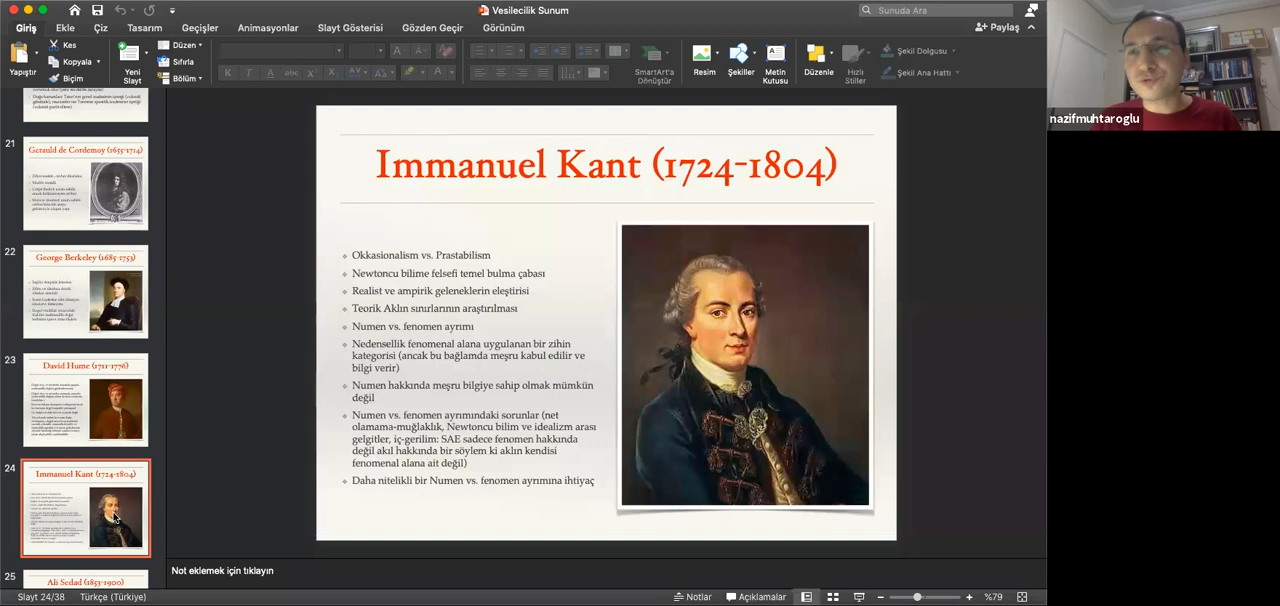 Vesilecilik Sunum
Sunuda Ara
Giriş Ekle Çiz Tasarım Geçişler Animasyonlar Slayt Gösterisi Gözden Geçir Görünüm
Paylaş
Yapıştır
Kes
Kopyala
Biçim
Yeni
Slayt
Düzen
Sıfırla
Bölüm
SmartArt'a
Dönüştür
Resim
Şekiller
Metin
Kutusu
Düzenle
Hızlı
Stiller
Şekil Dolgusu
Şekil Ana Hattı
nazifmuhtaroglu
21
Gerauld de Cordemoy (1655-1714)
22
George Berkeley (1685-1753)
23
David Hume (1711-1776)
24
Immanuel Kant (1724-1804)
25
Ali Sedad (1853-1900)
Immanuel Kant (1724-1804)
Okkasionalism vs. Prastabilism
Newtoncu bilime felsefi temel bulma çabası
Realist ve ampirik geleneklerin eleştirisi
Teorik Aklın sınırlarının araştırılması
Numen vs. fenomen ayrımı
Nedensellik fenomenal alana uygulanan bir zihin
kategorisi (ancak bu bağlamda meşru kabul edilir ve
bilgi verir)
Numen hakkında meşru bilgiye sahip olmak mümkün
değil
Numen vs. fenomen ayrımındaki sorunlar (net
olamama-muğlaklık, Newtoncu bilim ve idealizm arası
gelgitler, iç-gerilim: SAE sadece fenomen hakkında
değil akıl hakkında bir söylem ki aklın kendisi
fenomenal alana ait değil)
Daha nitelikli bir Numen vs. fenomen ayrımına ihtiyaç
Not eklemek için tıklayın
Slayt 24/38 Türkçe (Türkiye) Notlar Açıklamalar %79